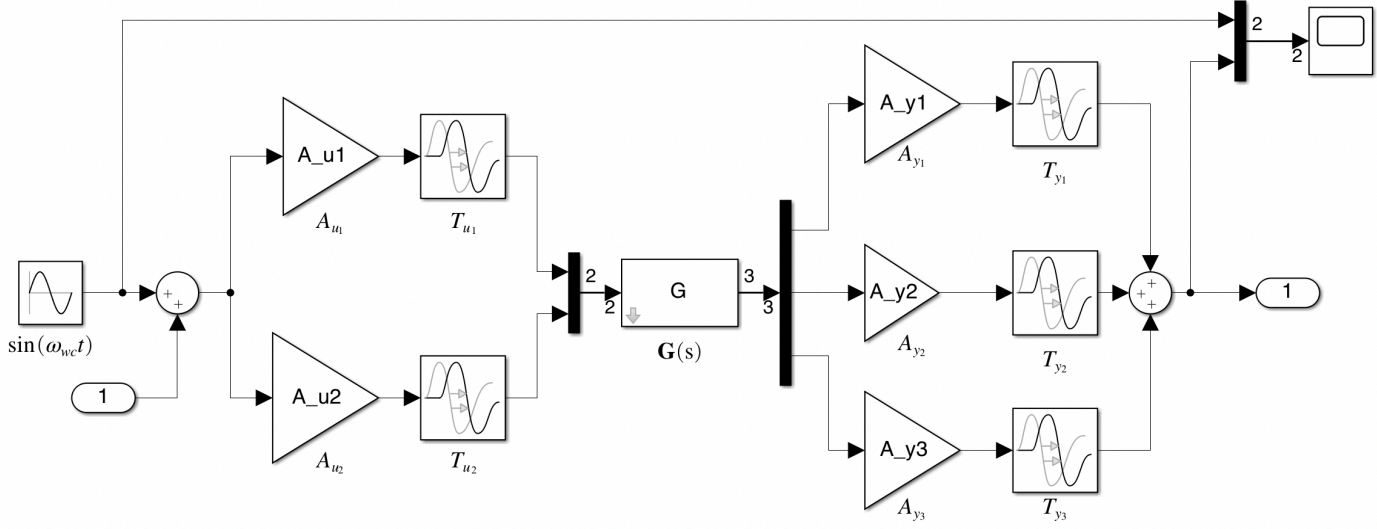 2
2
A_y1
A_{y_1}
T_{y_1}
A_u1
A_{u_1}
T_{u_1}
sin(ω_{wc}t)
1
2
2
G
G(s)
3
3
A_y2
A_{y_2}
T_{y_2}
1
A_u2
A_{u_2}
T_{u_2}
A_y3
A_{y_3}
T_{y_3}